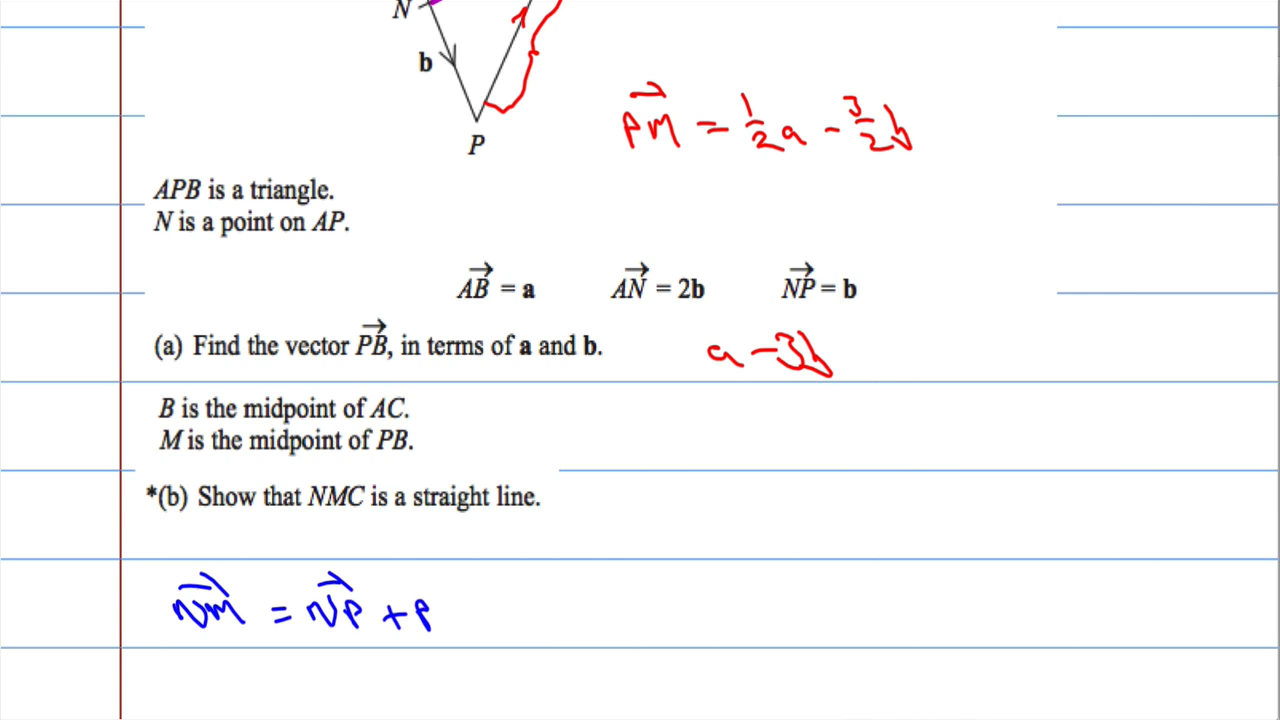 N
b
P
PM = 1/2 a - 3/2 b
APB is a triangle.
N is a point on AP.
AB = a AN = 2b NP = b
(a) Find the vector PB, in terms of a and b. a - 3b
B is the midpoint of AC.
M is the midpoint of PB.
*(b) Show that NMC is a straight line.
NM = NP + P